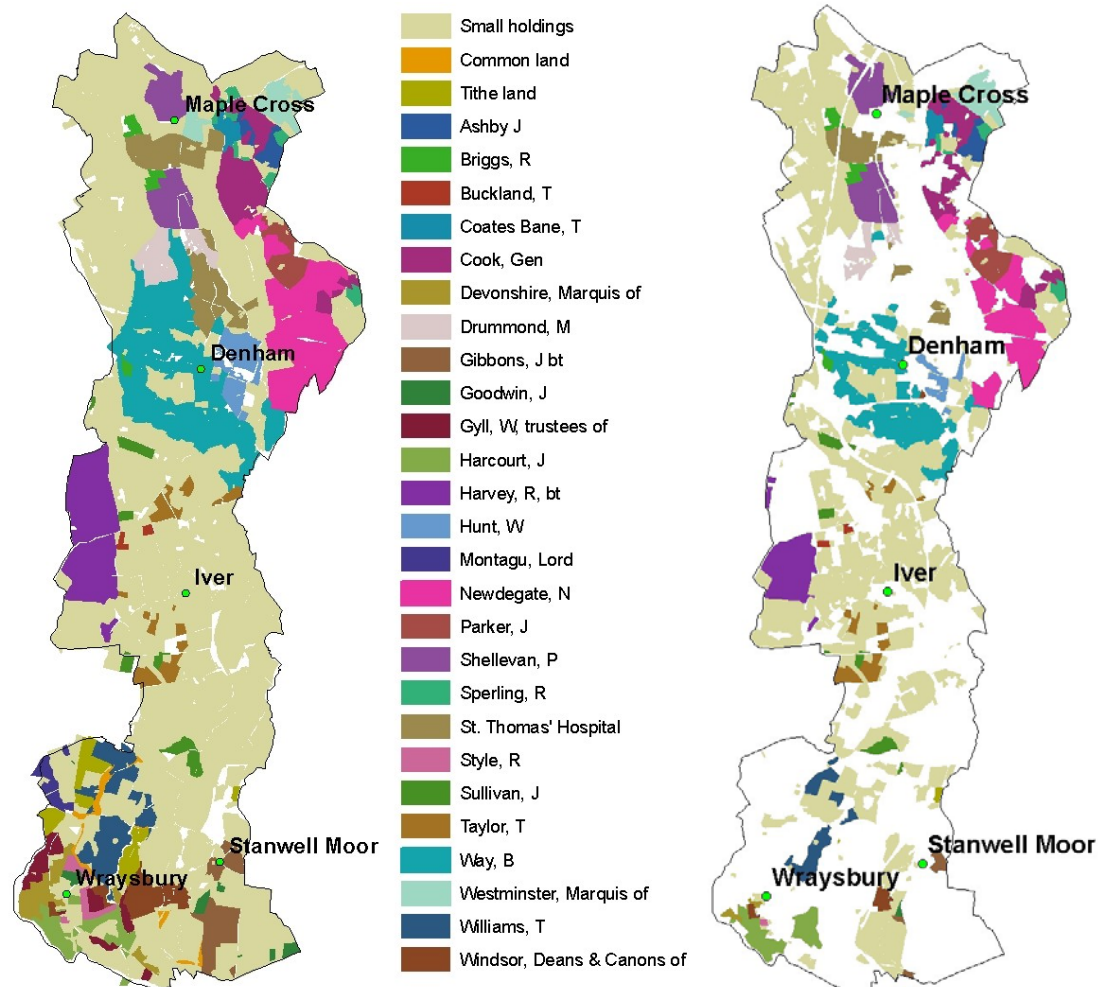 Maple Cross
Denham
Iver
Stanwell Moor
Wraysbury
Small holdings
Common land
Tithe land
Ashby J
Briggs, R
Buckland, T
Coates Bane, T
Cook, Gen
Devonshire, Marquis of
Drummond, M
Gibbons, J bt
Goodwin, J
Gyll, W, trustees of
Harcourt, J
Harvey, R, bt
Hunt, W
Montagu, Lord
Newdegate, N
Parker, J
Shellevan, P
Sperling, R
St. Thomas' Hospital
Style, R
Sullivan, J
Taylor, T
Way, B
Westminster, Marquis of
Williams, T
Windsor, Deans & Canons of
Maple Cross
Denham
Iver
Stanwell Moor
Wraysbury